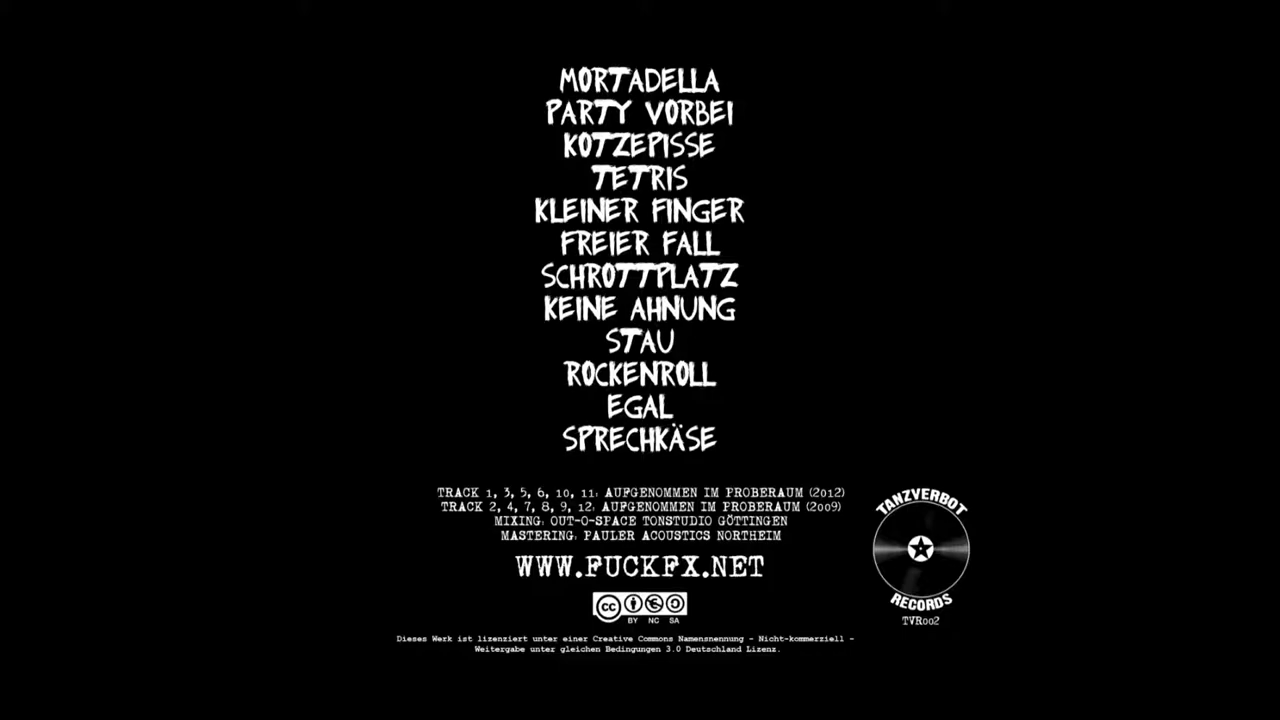 MORTADELLA
PARTY VORBEI
KOTZEPISSE
TETRIS
KLEINER FINGER
FREIER FALL
SCHROTTPLATZ
KEINE AHNUNG
STAU
ROCKENROLL
EGAL
SPRECHKÄSE
TRACK 1, 3, 5, 6, 10, 11: AUFGENOMMEN IM PROBERAUM (2012)
TRACK 2, 4, 7, 8, 9, 12: AUFGENOMMEN IM PROBERAUM (2009)
MIXING: OUT-O-SPACE TONSTUDIO GÖTTINGEN
MASTERING: PAULER ACOUSTICS NORTHEIM
WWW.FUCKFX.NET
cc
BY NC SA
Dieses Werk ist lizenziert unter einer Creative Commons Namensnennung - Nicht-kommerziell -
Weitergabe unter gleichen Bedingungen 3.0 Deutschland Lizenz.
TANZVERBOT
RECORDS
TVR002